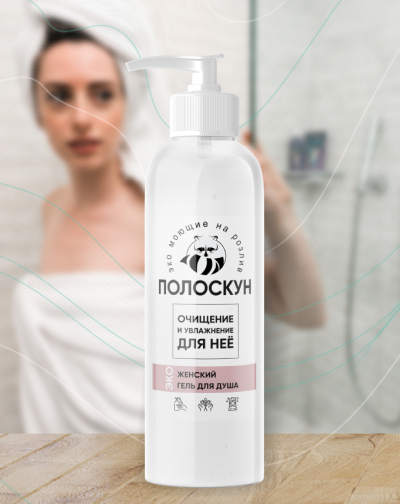 эко моющие на розлив
ПОЛОСКУН
ОЧИЩЕНИЕ
И УВЛАЖНЕНИЕ
ДЛЯ НЕЁ
ЭКО
ЖЕНСКИЙ
ГЕЛЬ ДЛЯ ДУША